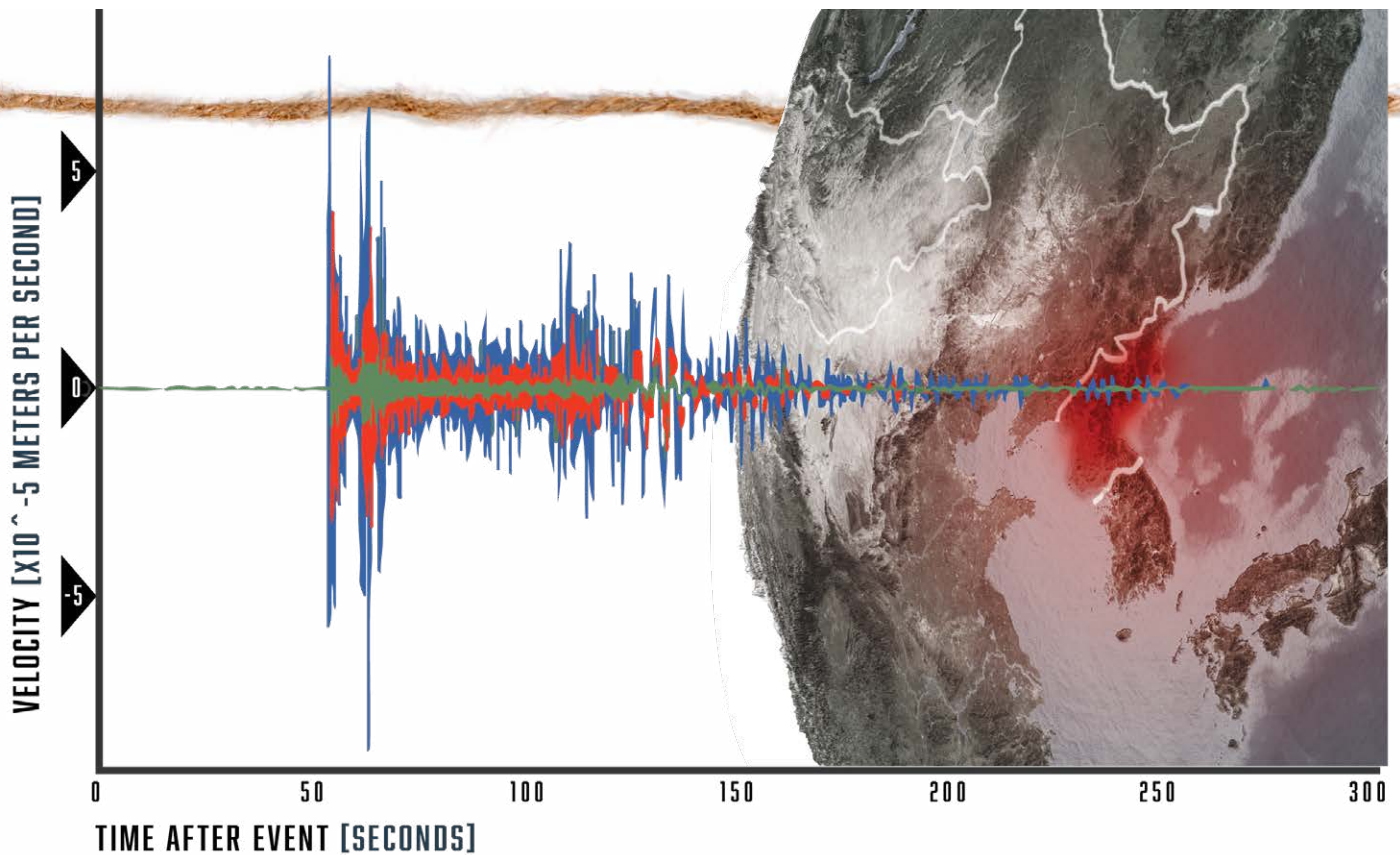 VELOCITY [X10^-5 METERS PER SECOND]
5
0
-5
0 50 100 150 200 250 300
TIME AFTER EVENT [SECONDS]